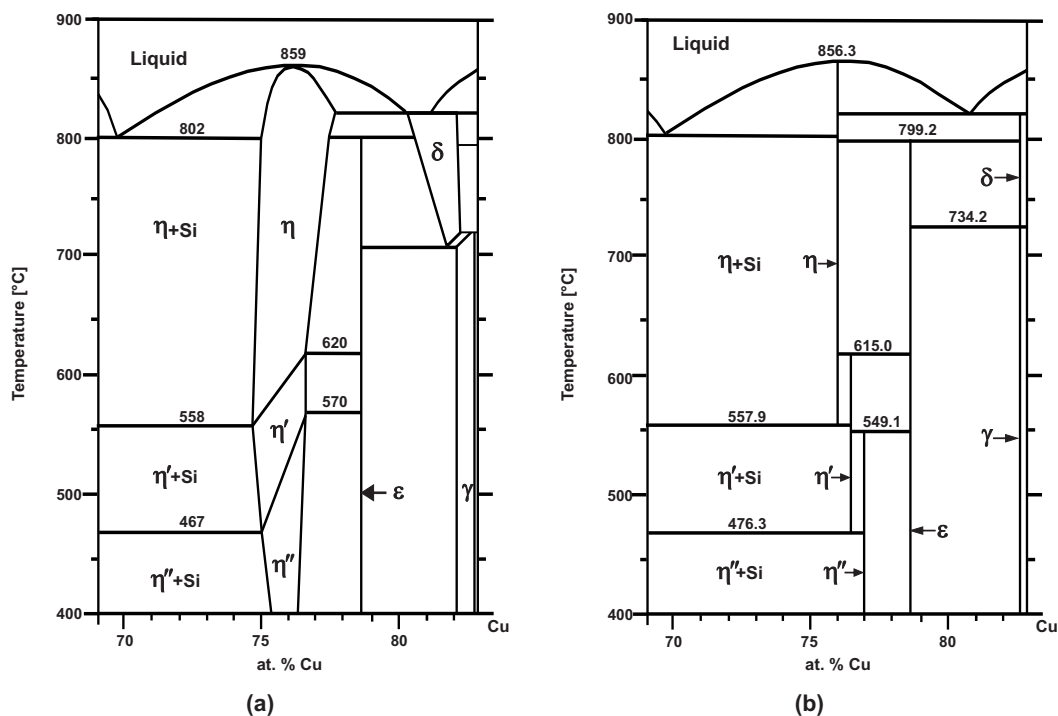 900
800
700
600
500
400
Temperature [°C]
Liquid
859
802
δ
η+Si
η
620
558
570
η′
η′+Si
ε
γ
467
η″
η″+Si
70
75
80
Cu
at. % Cu
(a)
900
800
700
600
500
400
Temperature [°C]
Liquid
856.3
799.2
δ
734.2
η+Si
η
615.0
557.9
549.1
γ
η′+Si
η′
476.3
ε
η″+Si
η″
70
75
80
Cu
at. % Cu
(b)